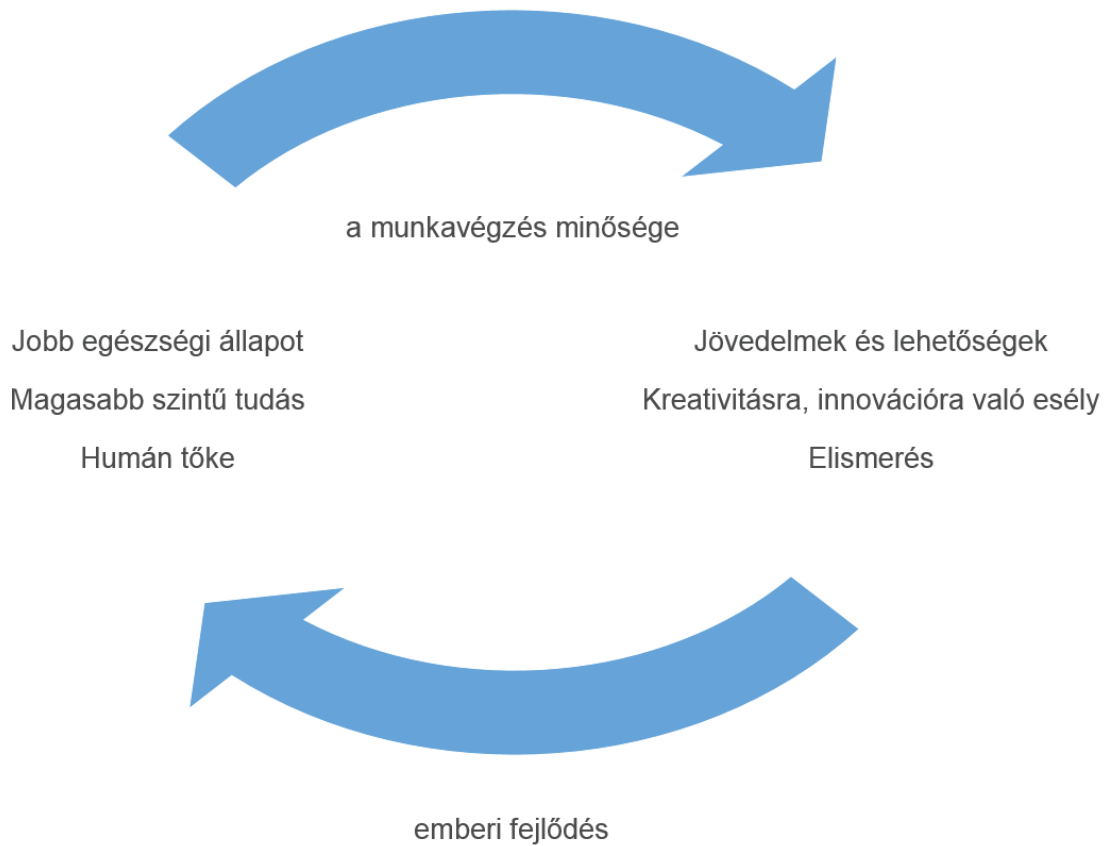 a munkavégzés minősége
Jobb egészségi állapot
Magasabb szintű tudás
Humán tőke
Jövedelmek és lehetőségek
Kreativitásra, innovációra való esély
Elismerés
emberi fejlődés